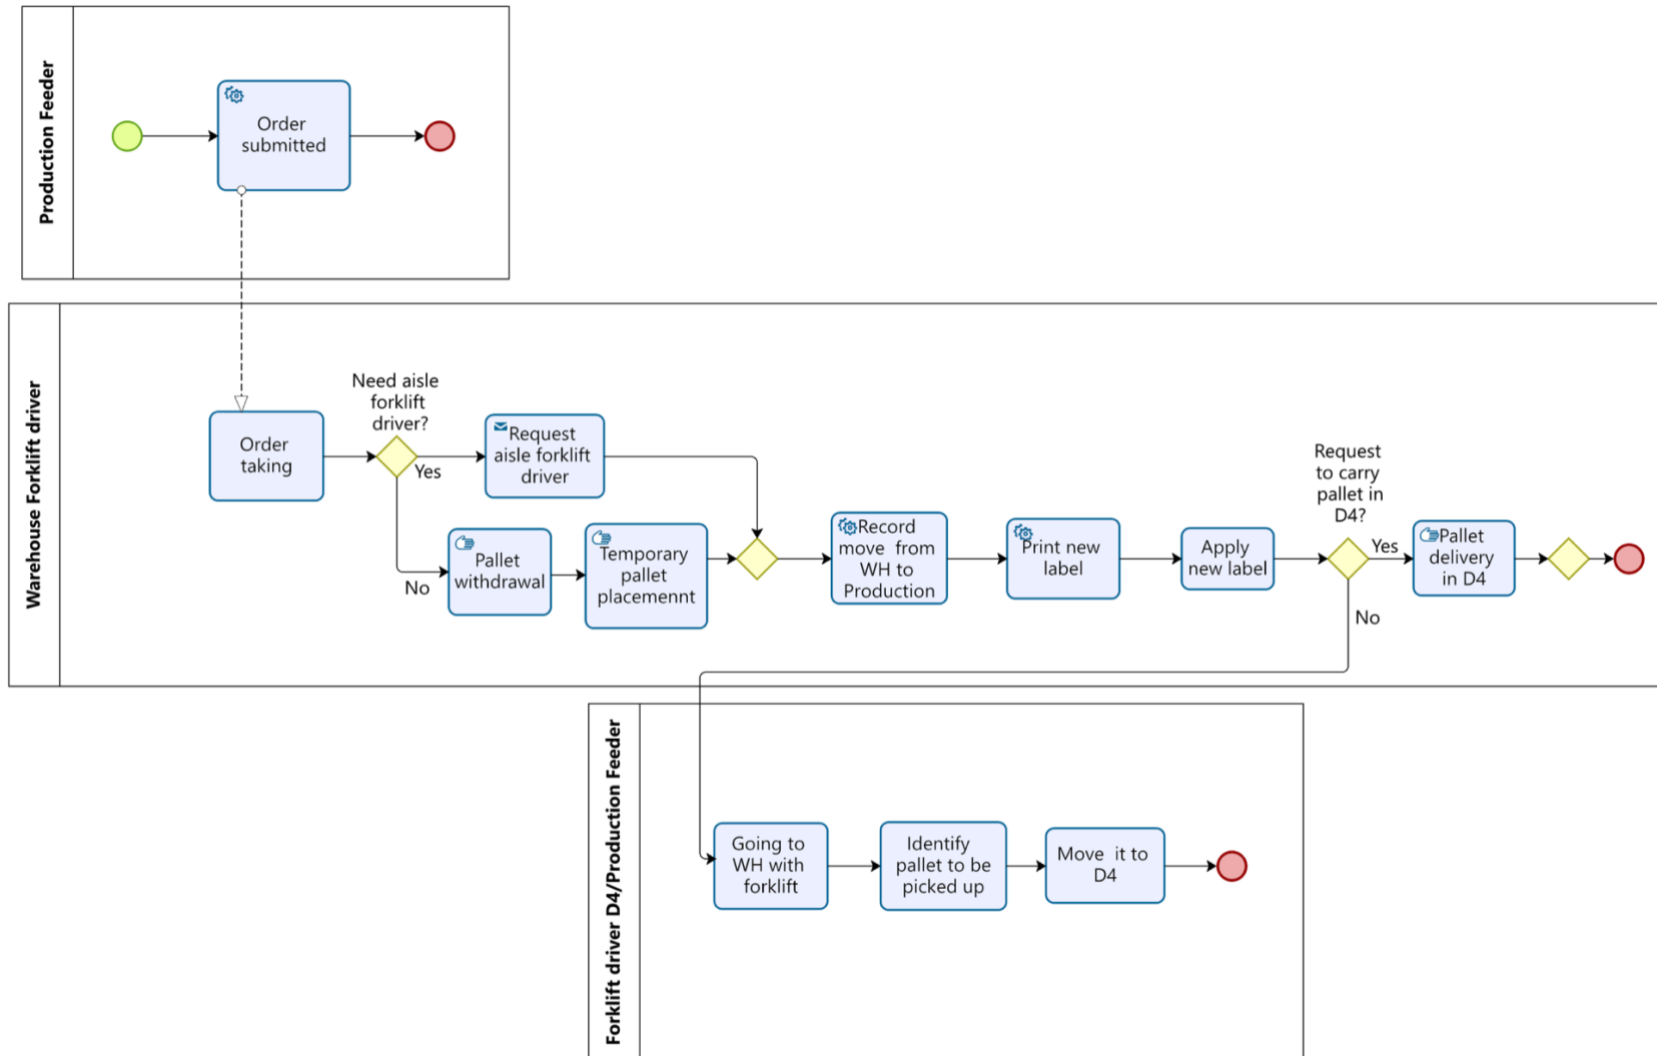 Production Feeder
Order
submitted
Warehouse Forklift driver
Order
taking
Need aisle
forklift
driver?
Yes
No
Request
aisle forklift
driver
Pallet
withdrawal
Temporary
pallet
placemennt
Record
move from
WH to
Production
Print new
label
Apply
new label
Request
to carry
pallet in
D4?
Yes
No
Pallet
delivery
in D4
Forklift driver D4/Production Feeder
Going to
WH with
forklift
Identify
pallet to be
picked up
Move it to
D4